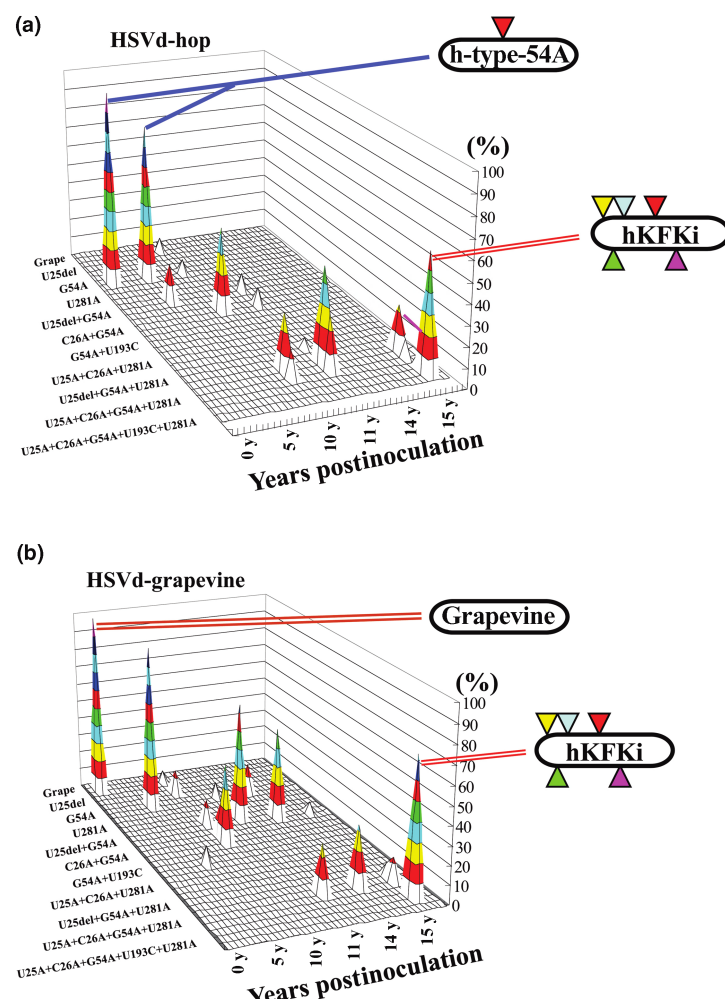 (a)
HSVd-hop
h-type-54A
(%)
100
90
80
70
60
50
40
30
20
10
0
hKFKi
Grape
U25del
G54A
U281A
U25del+G54A
C26A+G54A
G54A+U193C
U25A+C26A+U281A
U25del+G54A+U281A
U25A+C26A+G54A+U281A
U25A+C26A+G54A+U193C+U281A
0 y
5 y
10 y
11 y
14 y
15 y
Years postinoculation
(b)
HSVd-grapevine
Grapevine
(%)
100
90
80
70
60
50
40
30
20
10
0
hKFKi
Grape
U25del
G54A
U281A
U25del+G54A
C26A+G54A
G54A+U193C
U25A+C26A+U281A
U25del+G54A+U281A
U25A+C26A+G54A+U281A
U25A+C26A+G54A+U193C+U281A
0 y
5 y
10 y
11 y
14 y
15 y
Years postinoculation